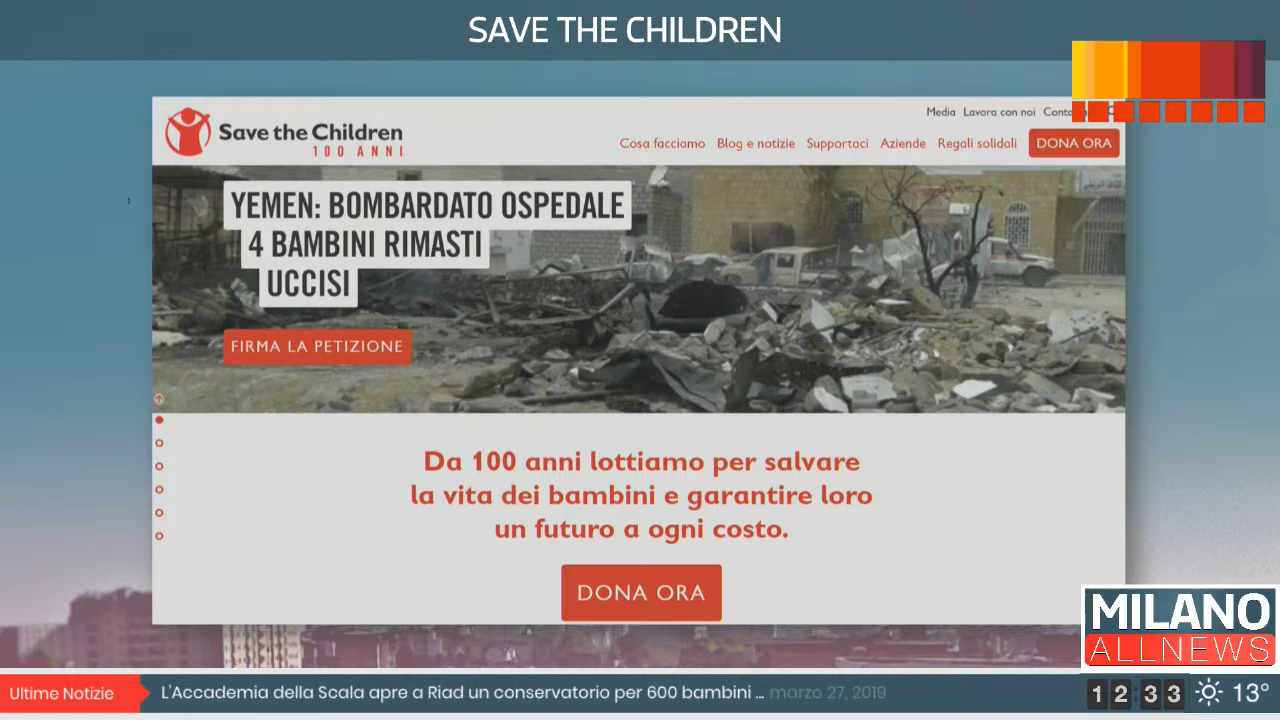 SAVE THE CHILDREN
Save the Children
100 ANNI
Media Lavora con noi
Cosa facciamo Blog e notizie Supportaci Aziende Regali solidali DONA ORA
YEMEN: BOMBARDATO OSPEDALE
4 BAMBINI RIMASTI
UCCISI
FIRMA LA PETIZIONE
Da 100 anni lottiamo per salvare
la vita dei bambini e garantire loro
un futuro a ogni costo.
DONA ORA
MILANO
ALLNEWS
Ultime Notizie L'Accademia della Scala apre a Riad un conservatorio per 600 bambini ... marzo 27, 2019
12:33 13°